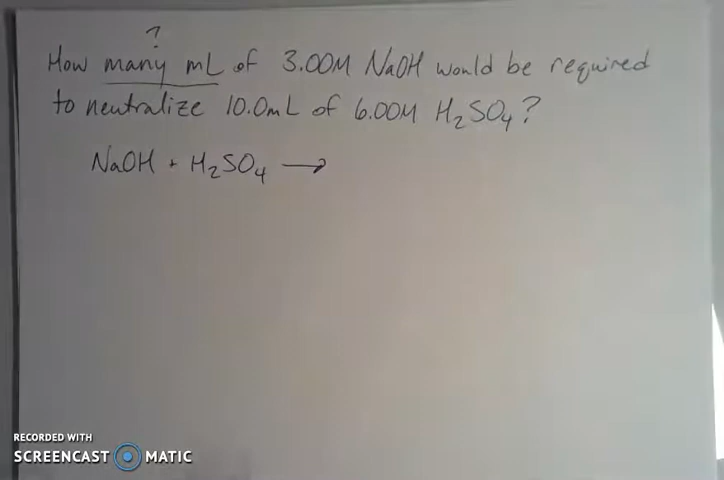 ?
How many mL of 3.00M NaOH would be required
to neutralize 10.0mL of 6.00M H₂SO₄?
NaOH + H₂SO₄ →
RECORDED WITH
SCREENCAST MATIC